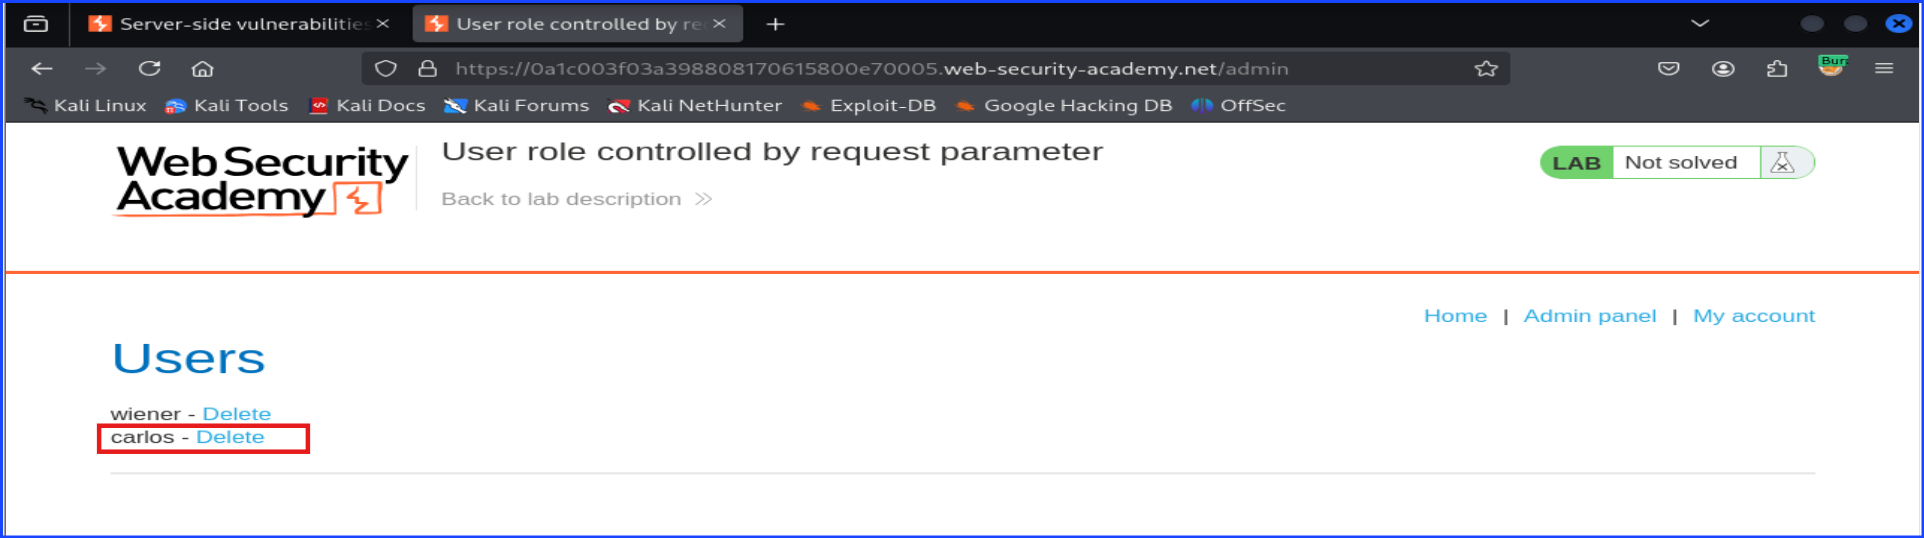 Server-side vulnerabilities
User role controlled by re
https://0a1c003f03a398808170615800e70005.web-security-academy.net/admin
Burp
Kali Linux
Kali Tools
Kali Docs
Kali Forums
Kali NetHunter
Exploit-DB
Google Hacking DB
OffSec
Web Security
Academy
User role controlled by request parameter
Back to lab description
LAB Not solved
Home | Admin panel | My account
Users
wiener - Delete
carlos - Delete